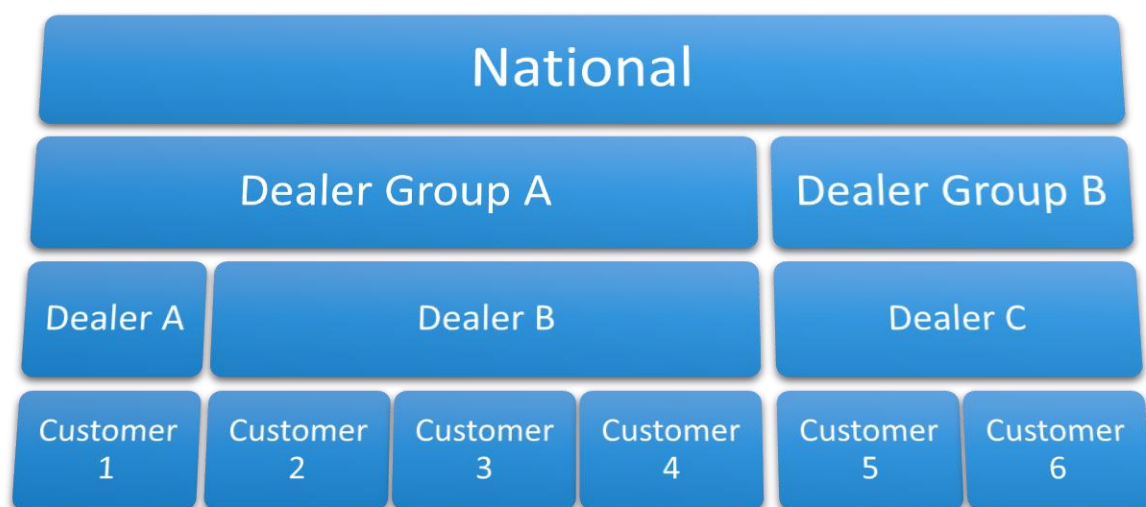 National
Dealer Group A
Dealer Group B
Dealer A
Dealer B
Dealer C
Customer
1
Customer
2
Customer
3
Customer
4
Customer
5
Customer
6